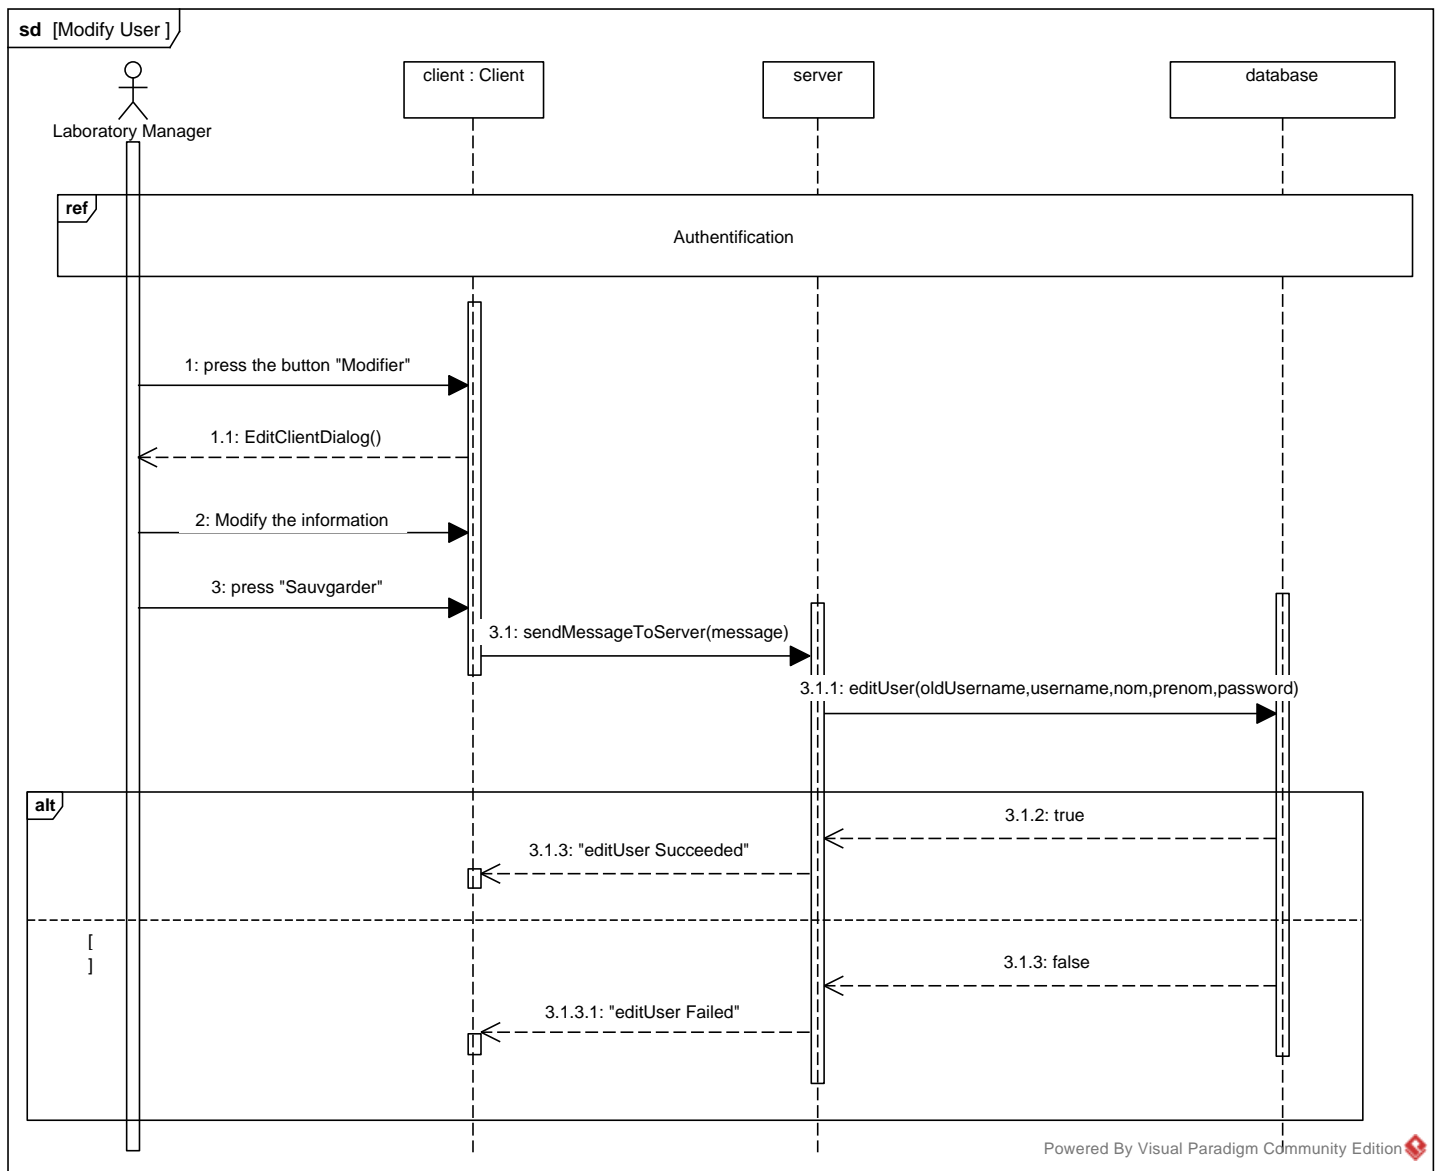 sd [Modify User ]
client : Client
server
database
Laboratory Manager
ref
Authentification
1: press the button "Modifier"
1.1: EditClientDialog()
2: Modify the information
3: press "Sauvgarder"
3.1: sendMessageToServer(message)
3.1.1: editUser(oldUsername,username,nom,prenom,password)
alt
3.1.2: true
3.1.3: "editUser Succeeded"
[
]
3.1.3: false
3.1.3.1: "editUser Failed"
Powered By Visual Paradigm Community Edition